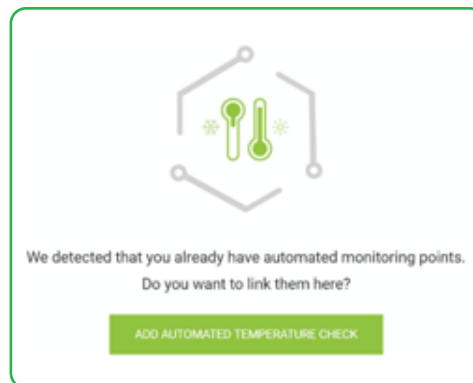 We detected that you already have automated monitoring points.
Do you want to link them here?
ADD AUTOMATED TEMPERATURE CHECK